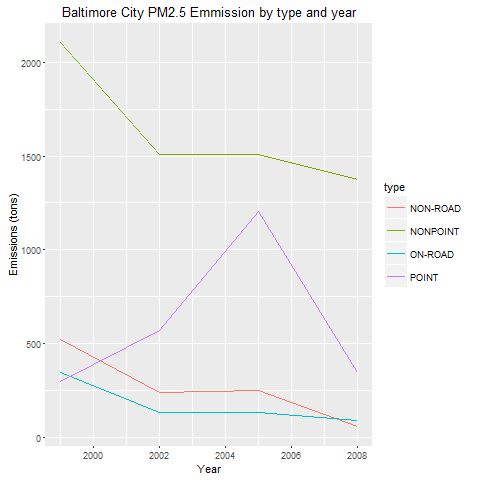 Baltimore City PM2.5 Emmission by type and year
Emissions (tons)
2000
1500
1000
500
0
2000
2002
2004
2006
2008
Year
type
NON-ROAD
NONPOINT
ON-ROAD
POINT